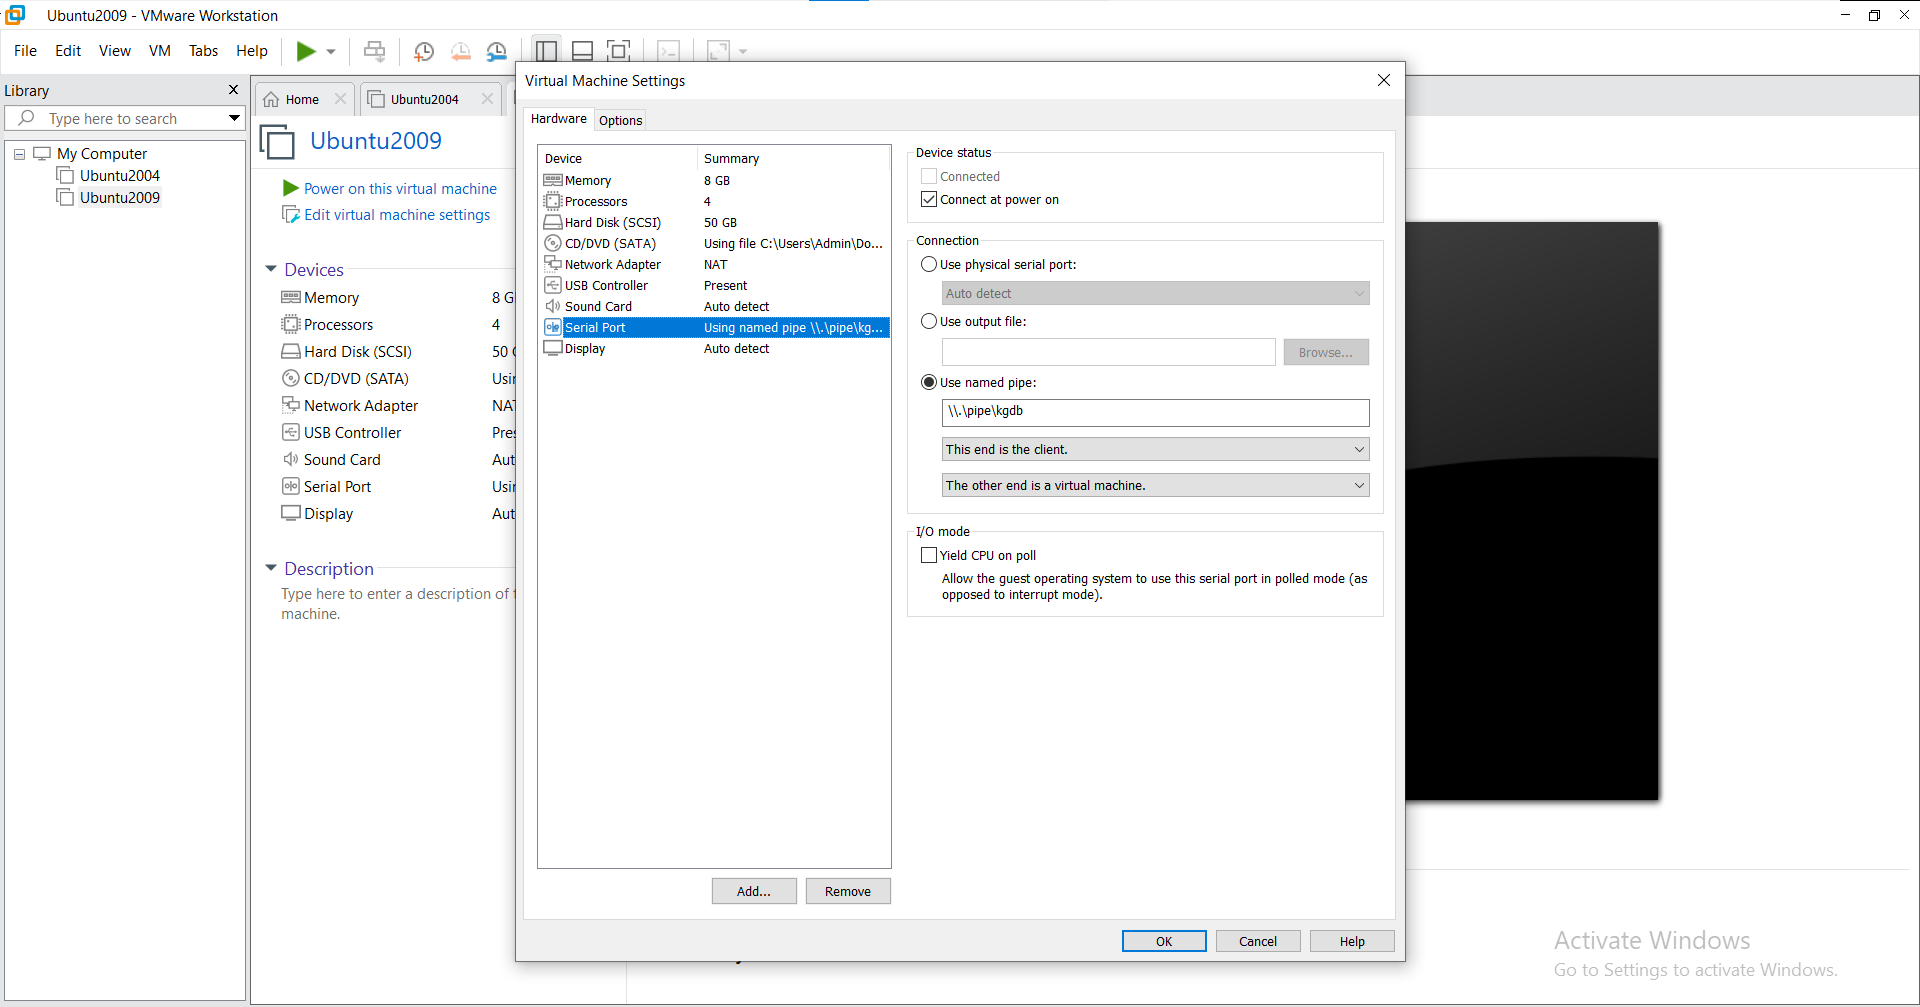 Ubuntu2009 - VMware Workstation
File Edit View VM Tabs Help
Library
Type here to search
My Computer
Ubuntu2004
Ubuntu2009
Home
Ubuntu2004
Ubuntu2009
Power on this virtual machine
Edit virtual machine settings
Devices
Memory 8 G
Processors 4
Hard Disk (SCSI) 50
CD/DVD (SATA) Usin
Network Adapter NAT
USB Controller Pres
Sound Card Aut
Serial Port Usin
Display Aut
Description
Type here to enter a description of
machine.
Virtual Machine Settings
Hardware Options
Device Summary
Memory 8 GB
Processors 4
Hard Disk (SCSI) 50 GB
CD/DVD (SATA) Using file C:\Users\Admin\Do...
Network Adapter NAT
USB Controller Present
Sound Card Auto detect
Serial Port Using named pipe \\.\pipe\kg...
Display Auto detect
Add... Remove
Device status
Connected
Connect at power on
Connection
Use physical serial port:
Auto detect
Use output file:
Browse...
Use named pipe:
\\.\pipe\kgdb
This end is the client.
The other end is a virtual machine.
I/O mode
Yield CPU on poll
Allow the guest operating system to use this serial port in polled mode (as
opposed to interrupt mode).
OK Cancel Help
Activate Windows
Go to Settings to activate Windows.